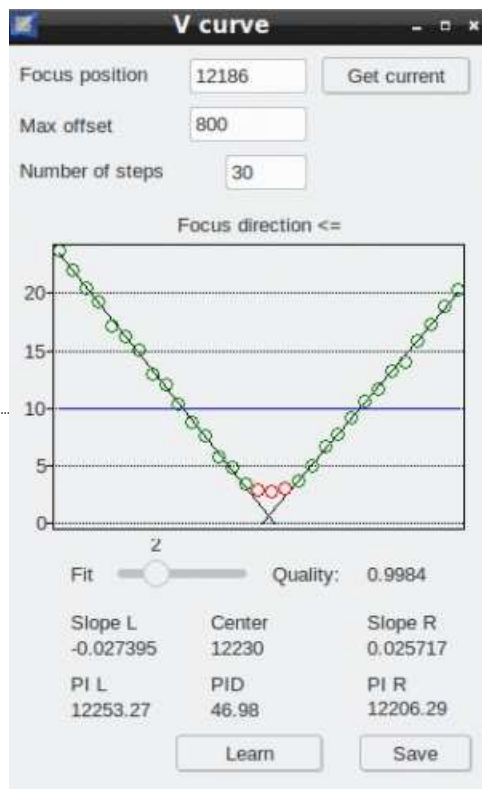 V curve
Focus position 12186 Get current
Max offset 800
Number of steps 30
Focus direction <=
20
15
10
5
0
2
Fit Quality: 0.9984
Slope L Center Slope R
-0.027395 12230 0.025717
PI L PID PI R
12253.27 46.98 12206.29
Learn Save